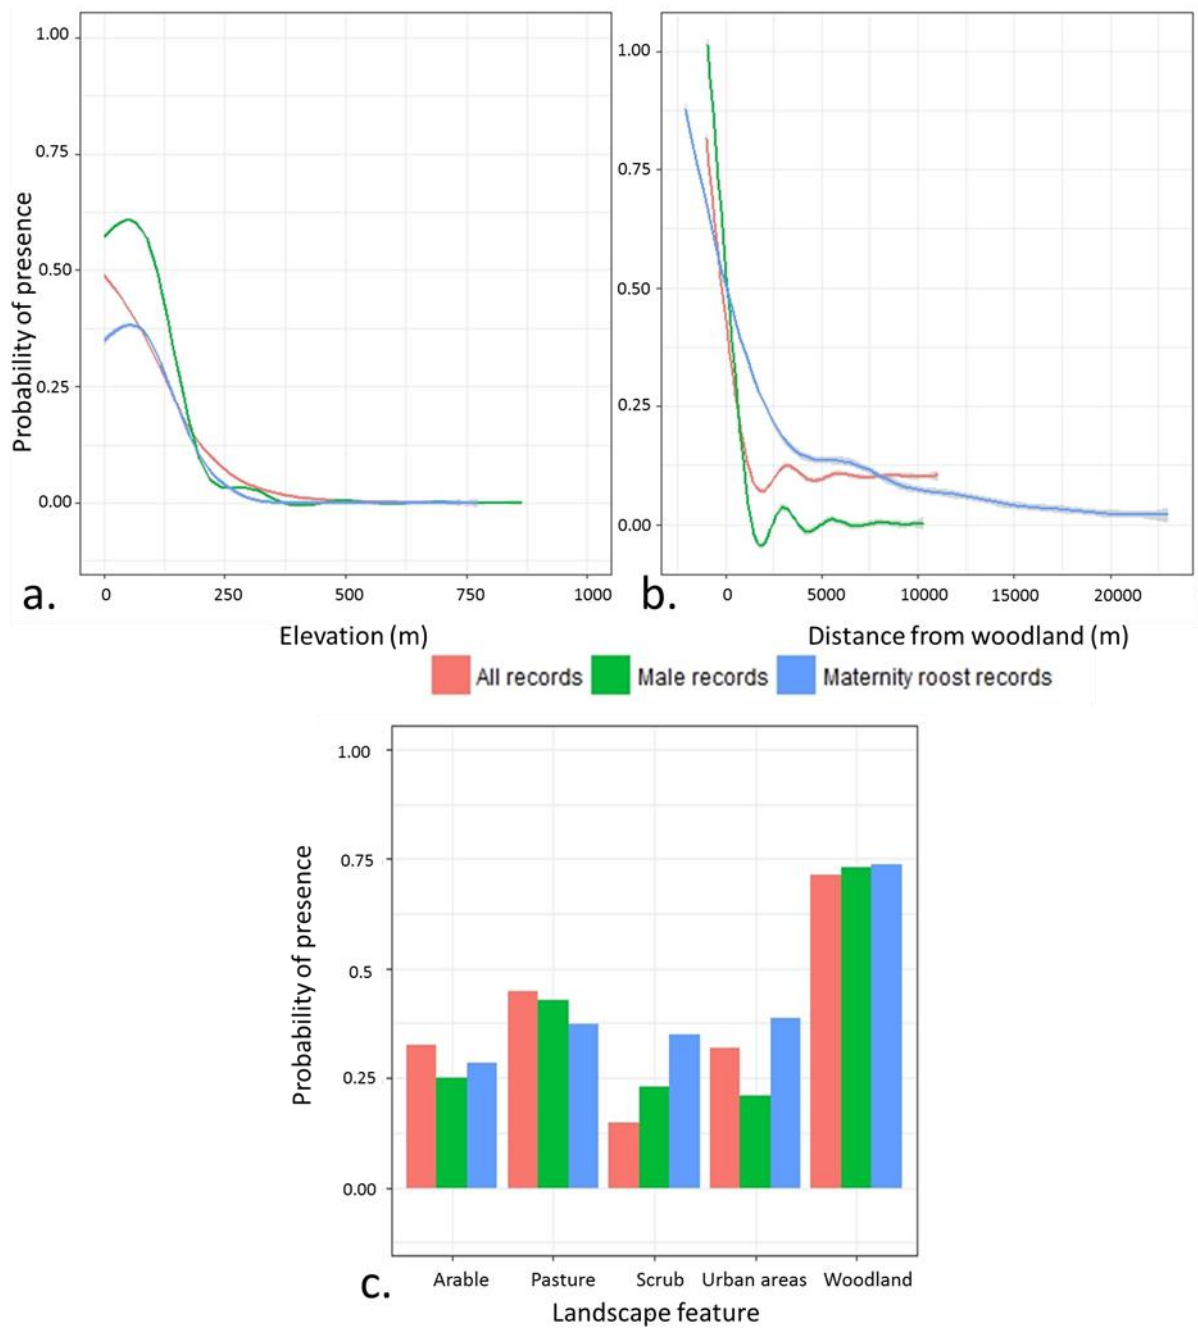 1.00
0.75
0.50
0.25
0.00
Probability of presence
0 250 500 750 1000
a.
Elevation (m)
1.00
0.75
0.50
0.25
0.00
0 5000 10000 15000 20000
b.
Distance from woodland (m)
All records Male records Maternity roost records
1.00
0.75
0.5
0.25
0.00
Probability of presence
Arable Pasture Scrub Urban areas Woodland
c.
Landscape feature